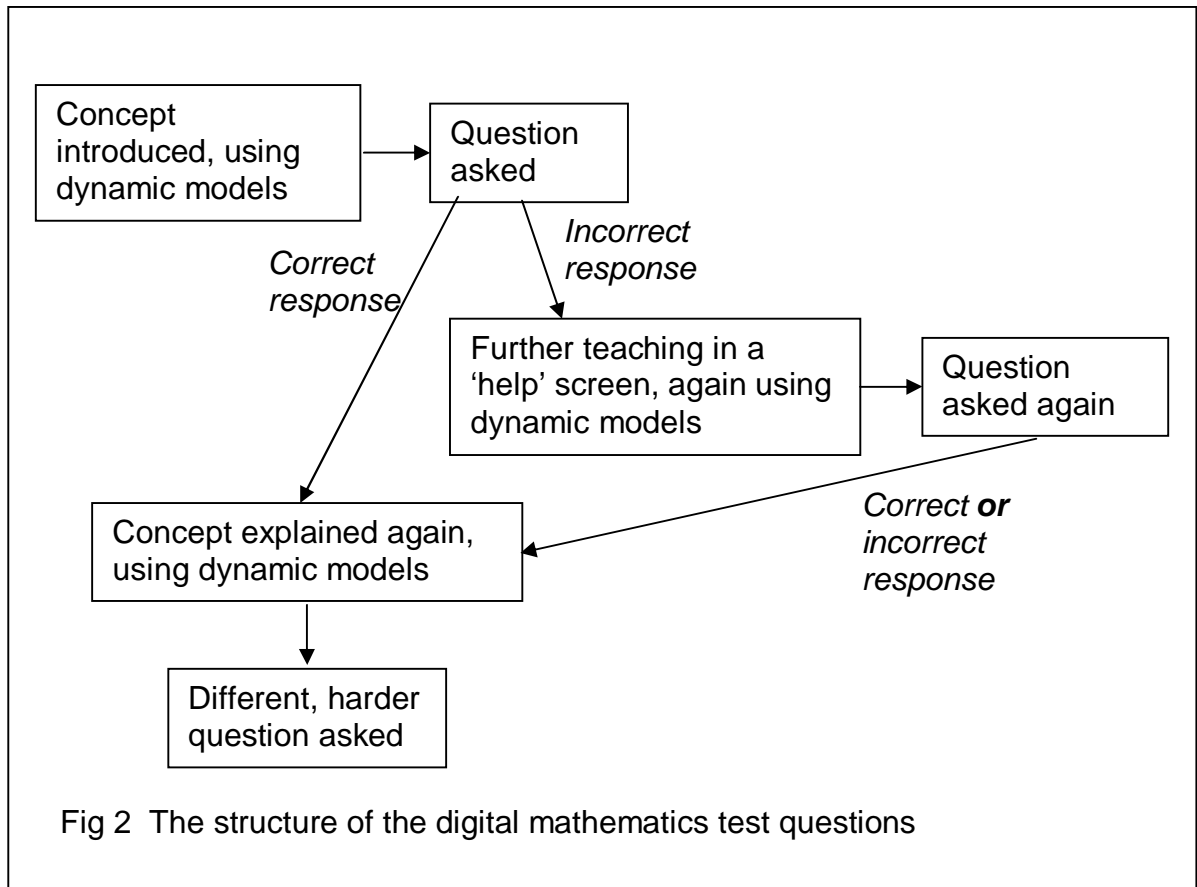 Concept
introduced, using
dynamic models
Question
asked
Correct
response
Incorrect
response
Further teaching in a
‘help’ screen, again using
dynamic models
Question
asked again
Correct or
incorrect
response
Concept explained again,
using dynamic models
Different, harder
question asked
Fig 2  The structure of the digital mathematics test questions